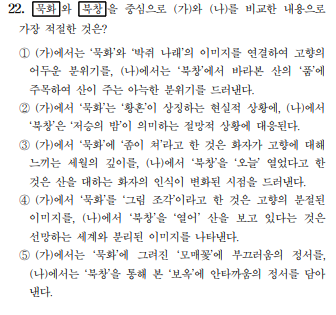 22. 묵화와 북창을 중심으로 (가)와 (나)를 비교한 내용으로
가장 적절한 것은?
① (가)에서는 '묵화'와 '박쥐 나래'의 이미지를 연결하여 고향의
어두운 분위기를, (나)에서는 '북창'에서 바라본 산의 '품'에
주목하여 산이 주는 아늑한 분위기를 드러낸다.
② (가)에서 '묵화'는 '황혼'이 상징하는 현실적 상황에, (나)에서
'북창'은 '저승의 밤'이 의미하는 절망적 상황에 대응된다.
③ (가)에서 '묵화'에 '좀이 쳐'라고 한 것은 화자가 고향에 대해
느끼는 세월의 깊이를, (나)에서 '북창'을 '오늘' 열었다고 한
것은 산을 대하는 화자의 인식이 변화된 시점을 드러낸다.
④ (가)에서 '묵화'를 '그림 조각'이라고 한 것은 고향의 분절된
이미지를, (나)에서 '북창'을 '열어' 산을 보고 있다는 것은
선망하는 세계와 분리된 이미지를 나타낸다.
⑤ (가)에서는 '묵화'에 그려진 '모매꽃'에 부끄러움의 정서를,
(나)에서는 '북창'을 통해 본 '보옥'에 안타까움의 정서를 담아
낸다.